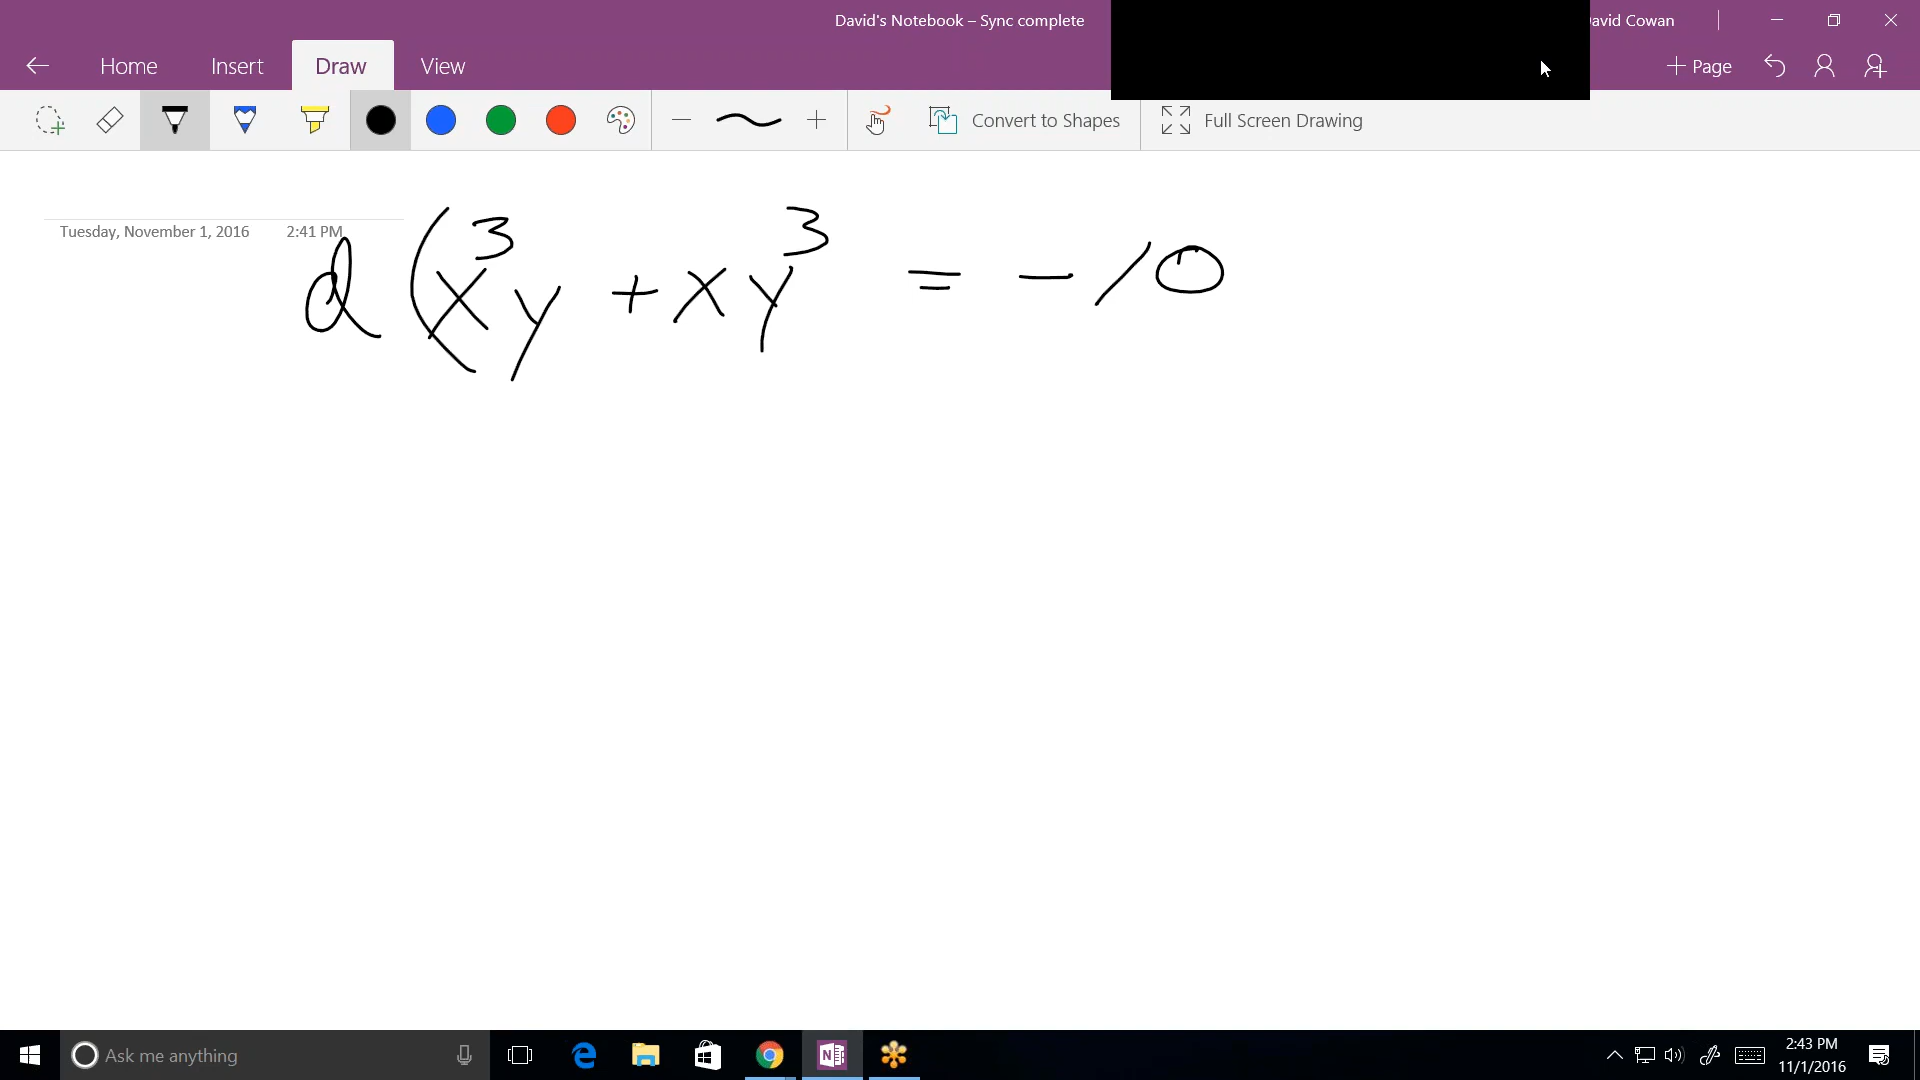 David's Notebook – Sync complete
avid Cowan
Home Insert Draw View
Page
Convert to Shapes
Full Screen Drawing
Tuesday, November 1, 2016 2:41 PM
d (x³y + xy³ = -10
Ask me anything
2:43 PM
11/1/2016